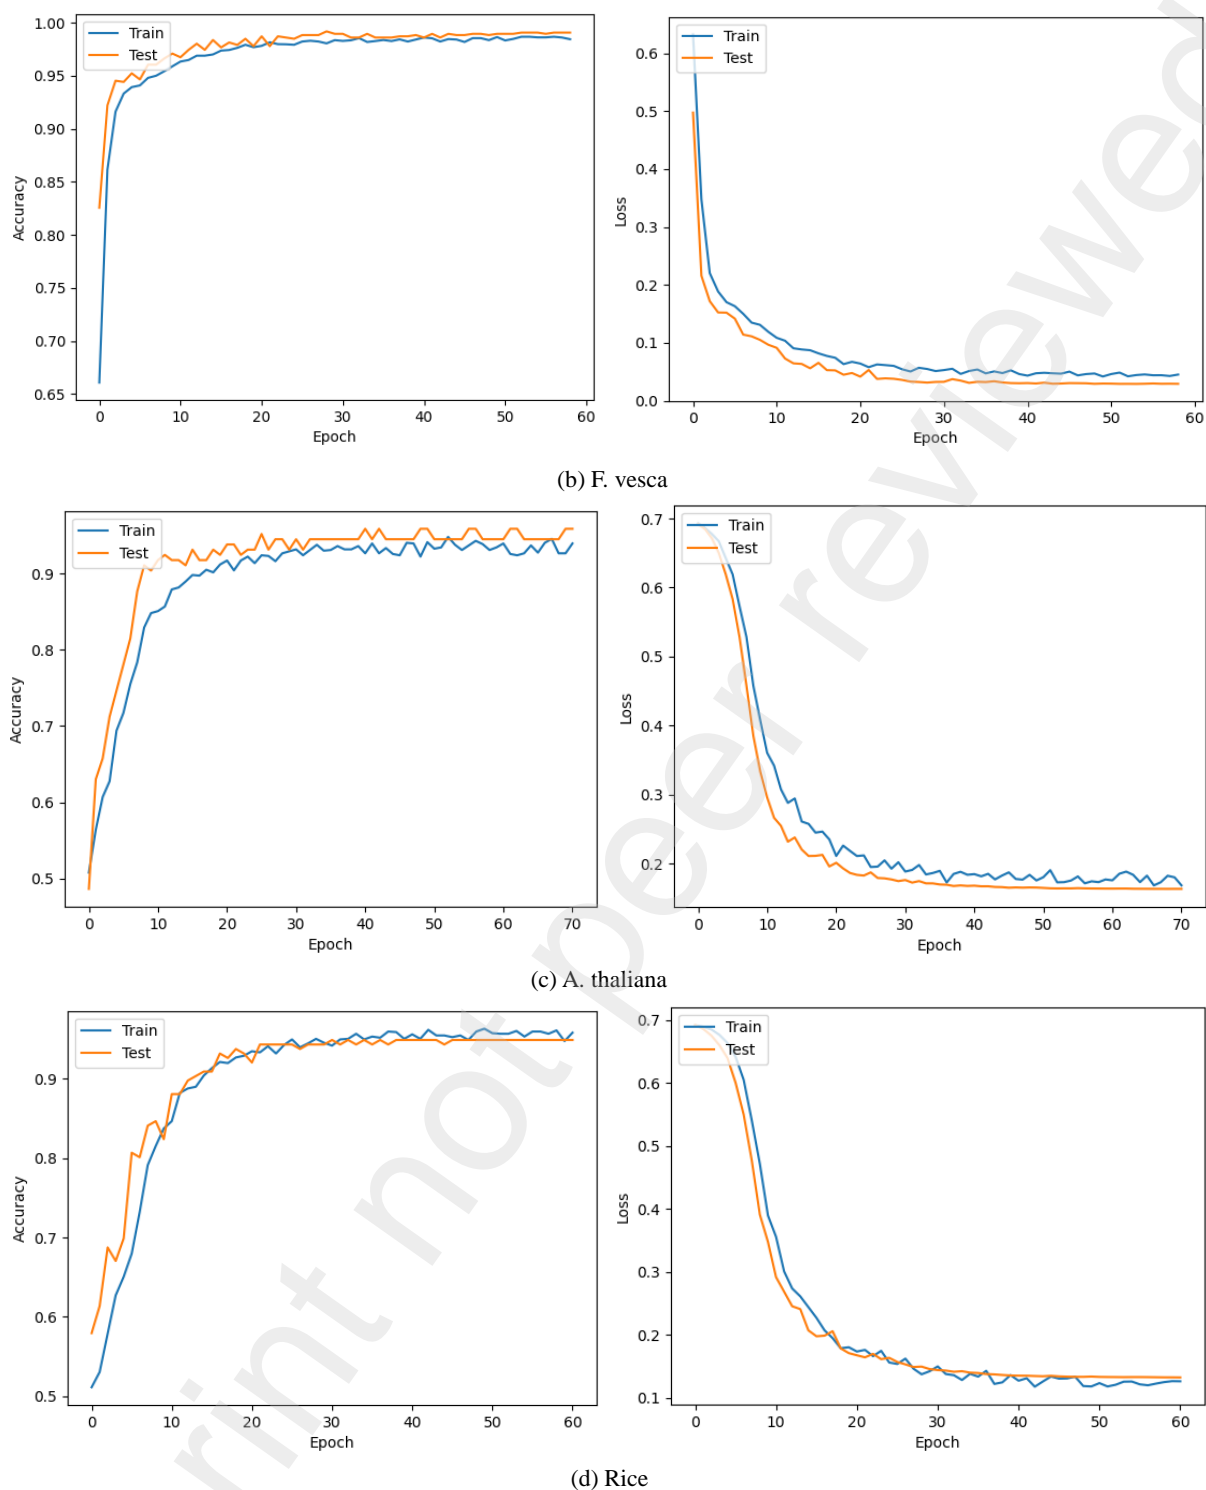 1.00
0.95
0.90
0.85
0.80
0.75
0.70
0.65
Accuracy
Train
Test
0 10 20 30 40 50 60
Epoch
0.6
0.5
0.4
0.3
0.2
0.1
0.0
Loss
Train
Test
0 10 20 30 40 50 60
Epoch
(b) F. vesca
0.9
0.8
0.7
0.6
0.5
Accuracy
Train
Test
0 10 20 30 40 50 60 70
Epoch
0.7
0.6
0.5
0.4
0.3
0.2
Loss
Train
Test
0 10 20 30 40 50 60 70
Epoch
(c) A. thaliana
0.9
0.8
0.7
0.6
0.5
Accuracy
Train
Test
0 10 20 30 40 50 60
Epoch
0.7
0.6
0.5
0.4
0.3
0.2
0.1
Loss
Train
Test
0 10 20 30 40 50 60
Epoch
(d) Rice
rint not peer reviewed